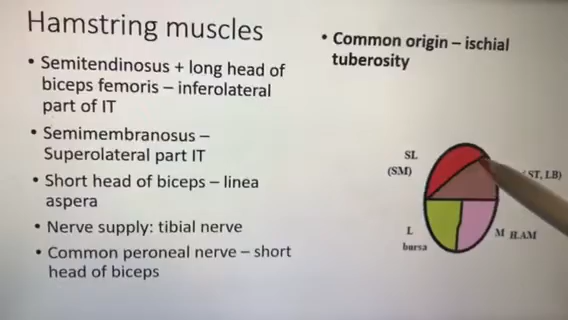 Hamstring muscles
• Semitendinosus + long head of
biceps femoris – inferolateral
part of IT
• Semimembranosus –
Superolateral part IT
• Short head of biceps – linea
aspera
• Nerve supply: tibial nerve
• Common peroneal nerve – short
head of biceps
• Common origin – ischial
tuberosity
SL
(SM)
ST, LB)
L
bursa
M H.AM